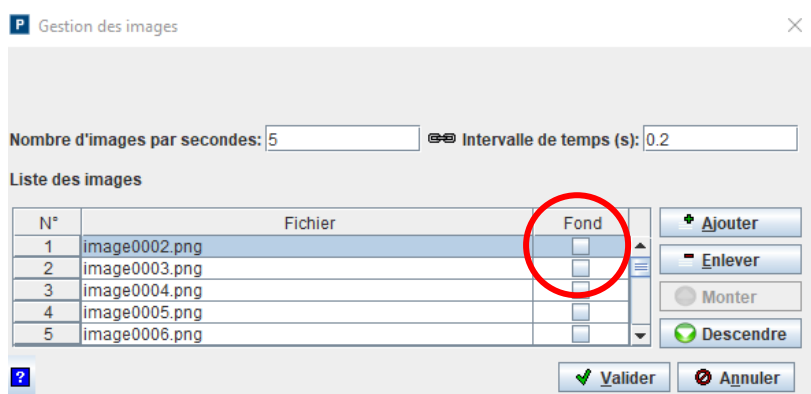 P Gestion des images
Nombre d'images par secondes: 5 Intervalle de temps (s): 0.2
Liste des images
N° Fichier Fond Ajouter
1 image0002.png
2 image0003.png Enlever
3 image0004.png Monter
4 image0005.png
5 image0006.png Descendre
? Valider Annuler